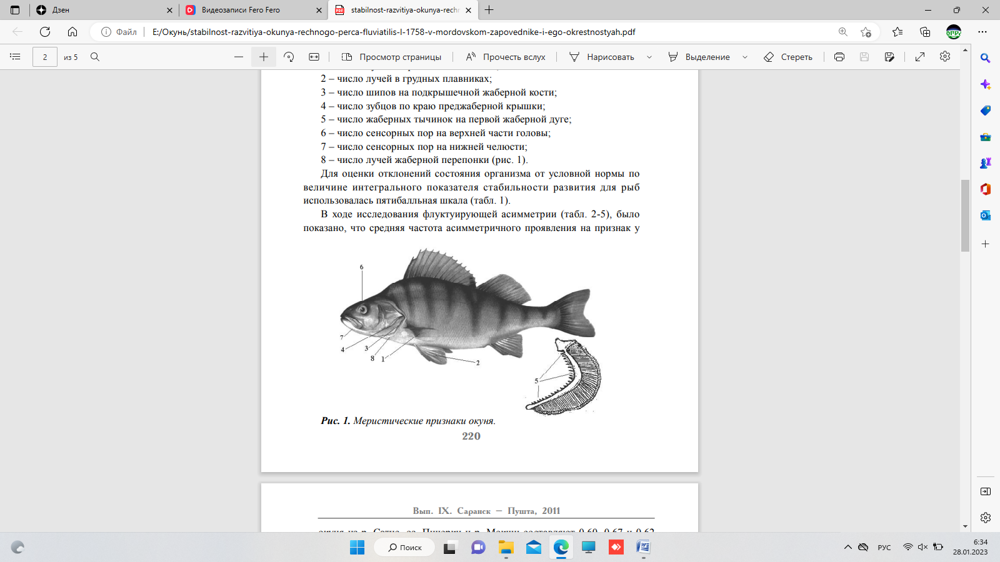 Дзен
Видеозаписи Fero Fero
stabilnost-razvitiya-okunya-rech
Файл
E:/Окунь/stabilnost-razvitiya-okunya-rechnogo-perca-fluviatilis-l-1758-v-mordovskom-zapovednike-i-ego-okrestnostyah.pdf
2 из 5
Просмотр страницы
Прочесть вслух
Нарисовать
Выделение
Стереть
2 – число лучей в грудных плавниках;
3 – число шипов на подкрышечной жаберной кости;
4 – число зубцов по краю преджаберной крышки;
5 – число жаберных тычинок на первой жаберной дуге;
6 – число сенсорных пор на верхней части головы;
7 – число сенсорных пор на нижней челюсти;
8 – число лучей жаберной перепонки (рис. 1).
Для оценки отклонений состояния организма от условной нормы по
величине интегрального показателя стабильности развития для рыб
использовалась пятибалльная шкала (табл. 1).
В ходе исследования флуктуирующей асимметрии (табл. 2-5), было
показано, что средняя частота асимметричного проявления на признак у
6
7
4
3
8
1
2
5
Рис. 1. Меристические признаки окуня.
220
Вып. IX. Саранск – Пушта, 2011
Поиск
РУС
6:34
28.01.2023